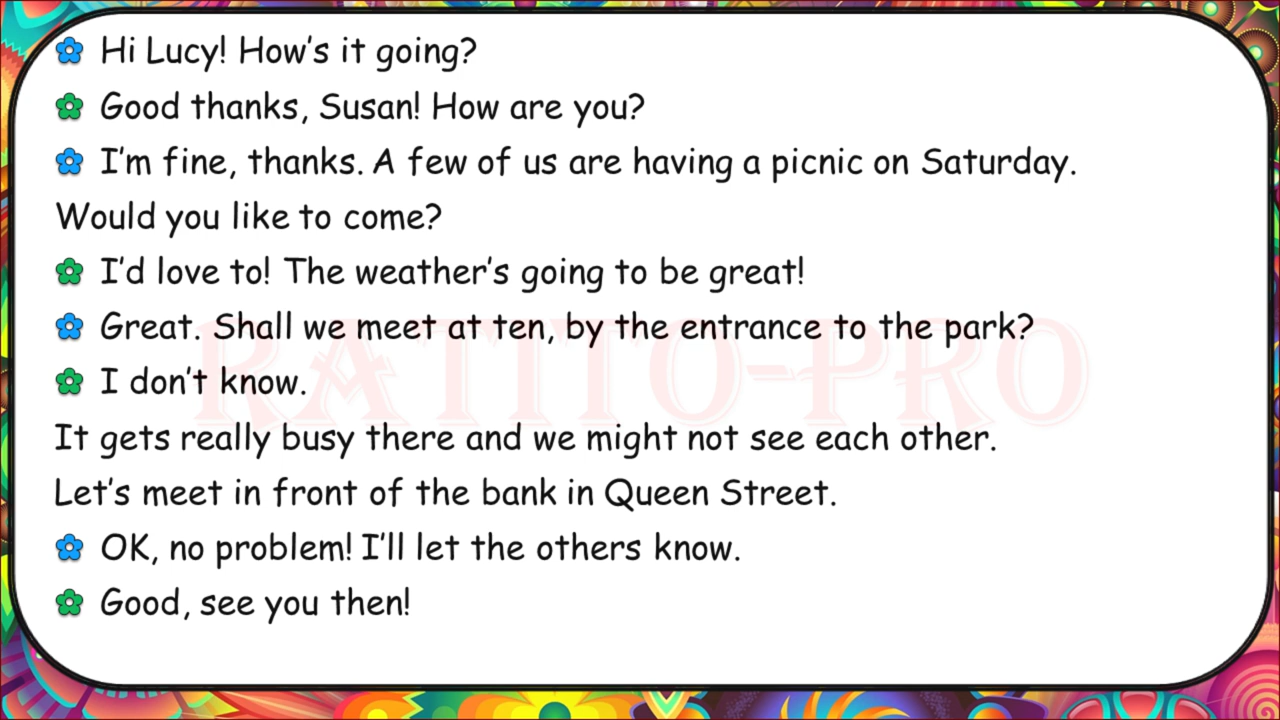 Hi Lucy! How's it going?
Good thanks, Susan! How are you?
I'm fine, thanks. A few of us are having a picnic on Saturday.
Would you like to come?
I'd love to! The weather's going to be great!
Great. Shall we meet at ten, by the entrance to the park?
I don't know.
It gets really busy there and we might not see each other.
Let's meet in front of the bank in Queen Street.
OK, no problem! I'll let the others know.
Good, see you then!
RATITO-PRO